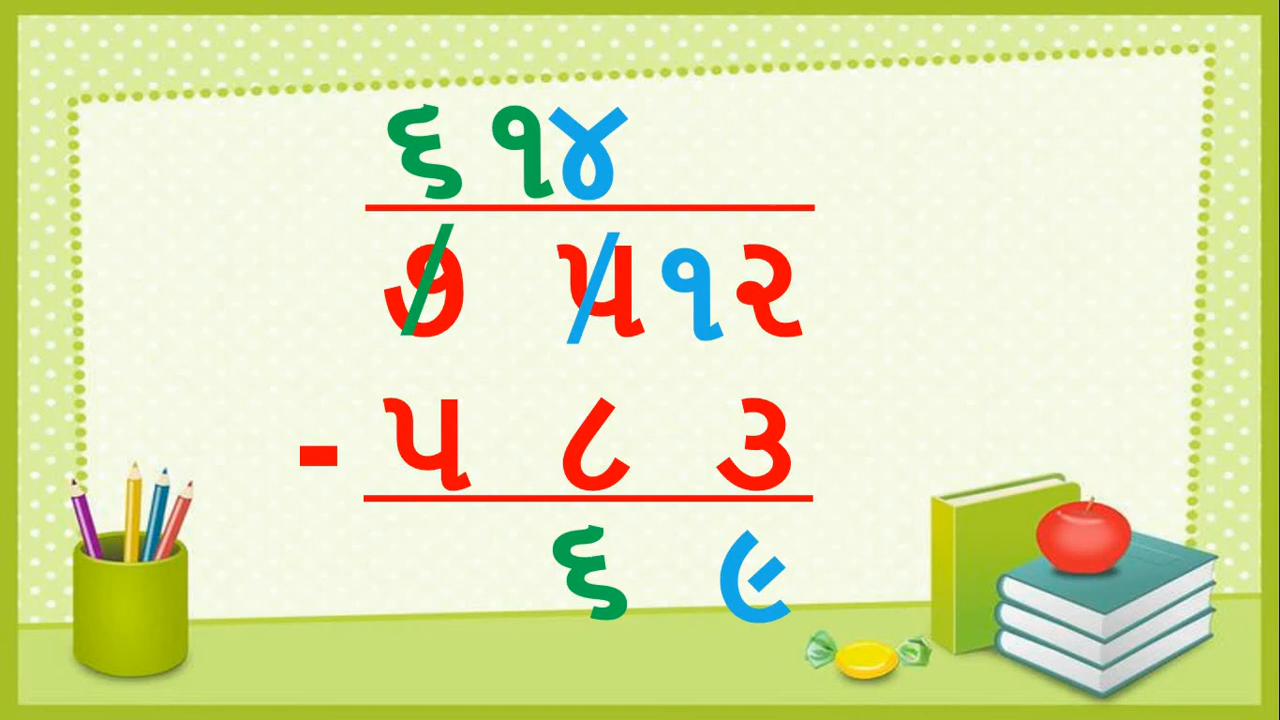 ૬ ૧૪
૭ ૫ ૧૨
- ૫ ૮ ૩
૬ ૯